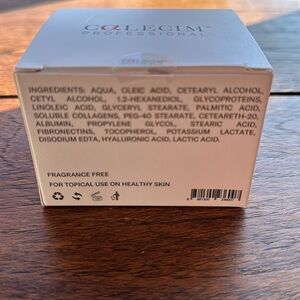 CALECIM
PROFESSIONAL
INGREDIENTS: AQUA, OLEIC ACID, CETEARYL ALCOHOL,
CETYL ALCOHOL, 1,2-HEXANEDIOL, GLYCOPROTEINS,
LINOLEIC ACID, GLYCERYL STEARATE, PALMITIC ACID,
SOLUBLE COLLAGENS, PEG-40 STEARATE, CETEARETH-20,
ALBUMIN, PROPYLENE GLYCOL, STEARIC ACID,
FIBRONECTINS, TOCOPHEROL, POTASSIUM LACTATE,
DISODIUM EDTA, HYALURONIC ACID, LACTIC ACID.
FRAGRANCE FREE
FOR TOPICAL USE ON HEALTHY SKIN